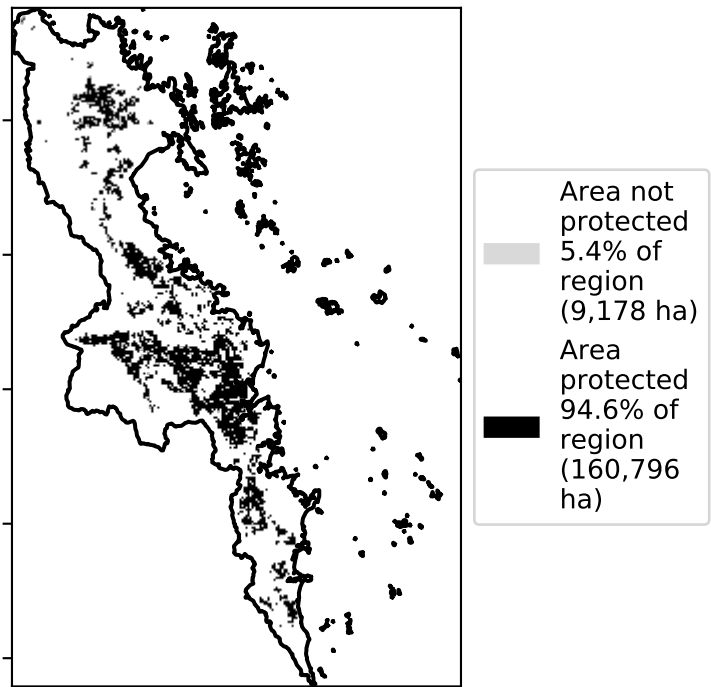 Area not
protected
5.4% of
region
(9,178 ha)
Area
protected
94.6% of
region
(160,796
ha)